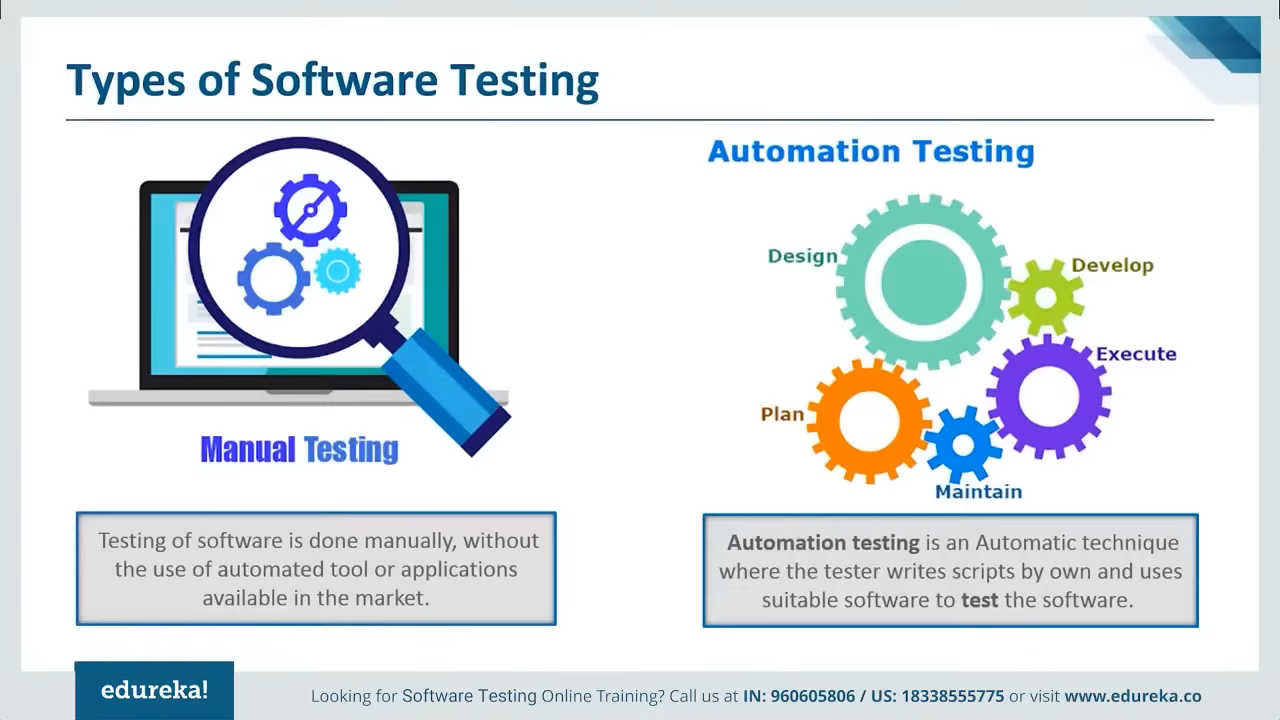 Types of Software Testing
Manual Testing
Testing of software is done manually, without
the use of automated tool or applications
available in the market.
Automation Testing
Design
Develop
Execute
Plan
Maintain
Automation testing is an Automatic technique
where the tester writes scripts by own and uses
suitable software to test the software.
edureka!
Looking for Software Testing Online Training? Call us at IN: 960605806 / US: 18338555775 or visit www.edureka.co